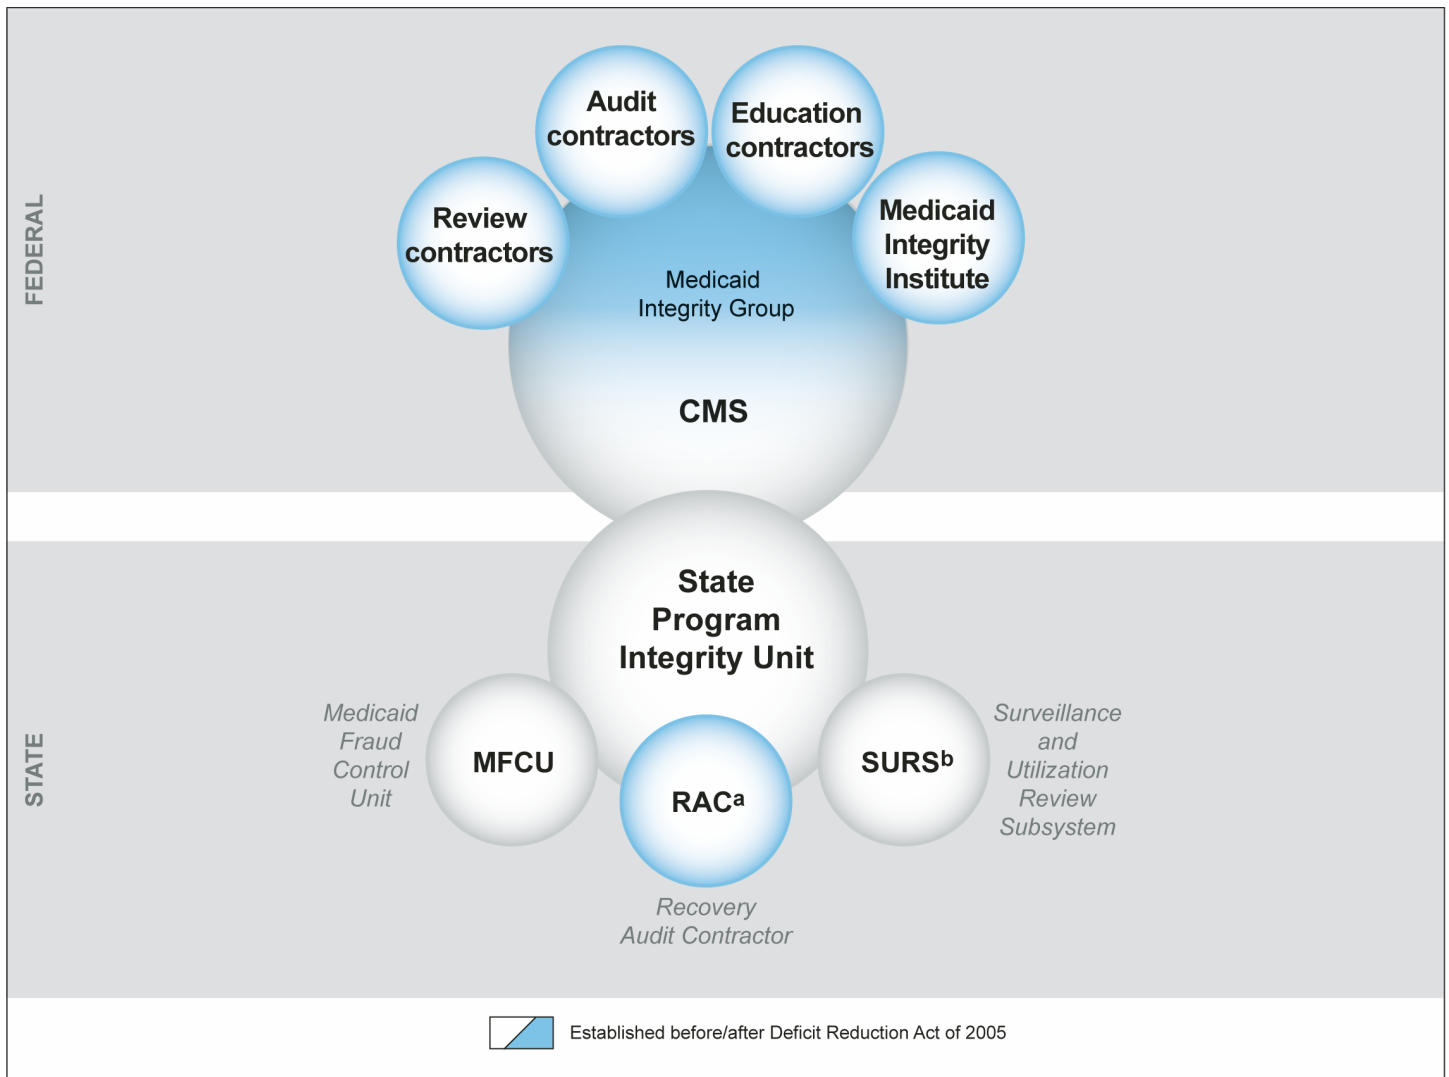 FEDERAL
Audit
contractors
Education
contractors
Review
contractors
Medicaid
Integrity
Institute
Medicaid
Integrity Group
CMS
STATE
State
Program
Integrity Unit
Medicaid
Fraud
Control
Unit
MFCU
RACa
Recovery
Audit Contractor
SURSb
Surveillance
and
Utilization
Review
Subsystem
Established before/after Deficit Reduction Act of 2005